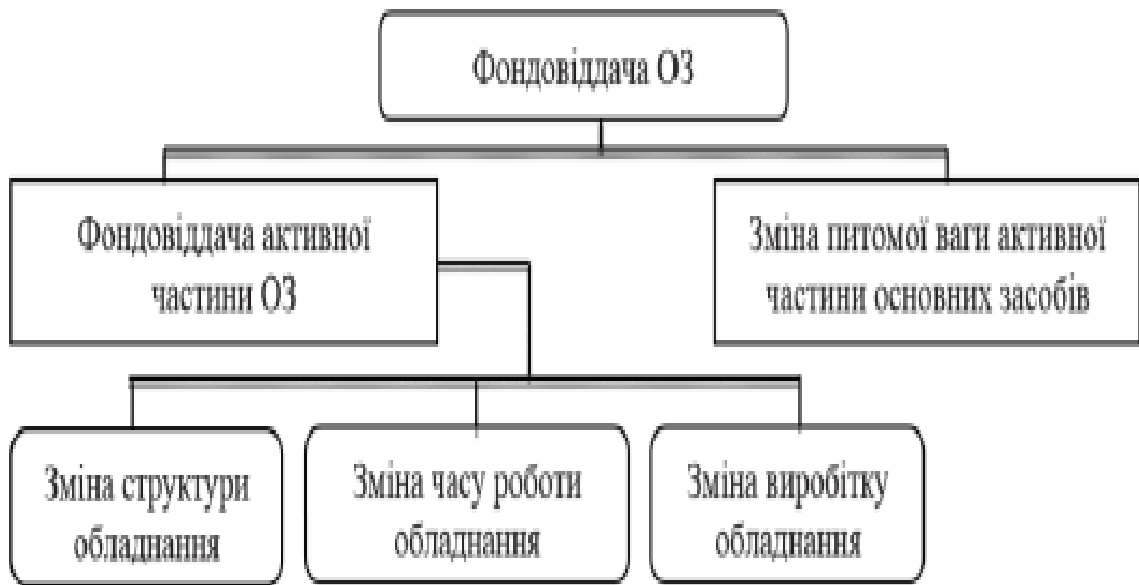 Фондовіддача ОЗ
Фондовіддача активної
частини ОЗ
Зміна питомої ваги активної
частини основних засобів
Зміна структури
обладнання
Зміна часу роботи
обладнання
Зміна виробітку
обладнання